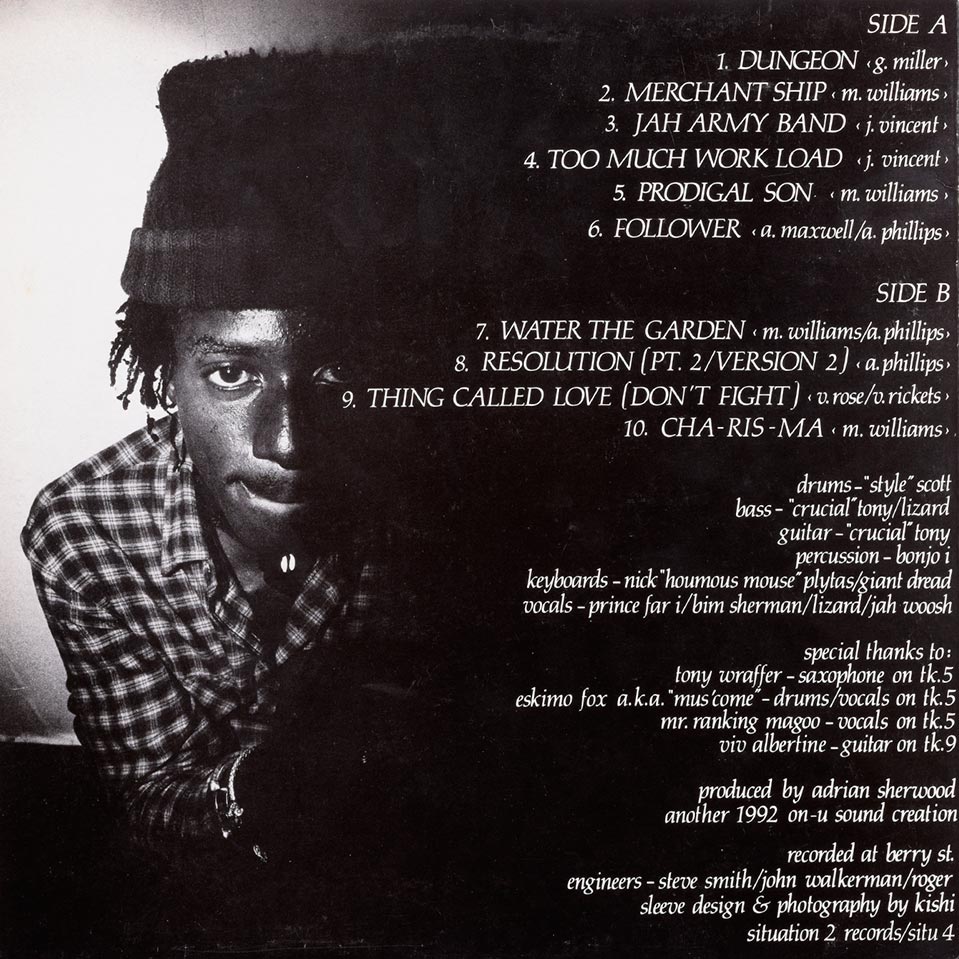 SIDE A
1. DUNGEON ‹g. miller›
2. MERCHANT SHIP ‹m. williams›
3. JAH ARMY BAND ‹j. vincent›
4. TOO MUCH WORK LOAD ‹j. vincent›
5. PRODIGAL SON ‹m. williams›
6. FOLLOWER ‹a. maxwell/a. phillips›
SIDE B
7. WATER THE GARDEN ‹m. williams/a. phillips›
8. RESOLUTION (PT. 2/VERSION 2) ‹a. phillips›
9. THING CALLED LOVE (DON'T FIGHT) ‹v. rose/v. rickets›
10. CHA-RIS-MA ‹m. williams›
drums-"style" scott
bass-"crucial" tony/lizard
guitar-"crucial" tony
percussion-bonjo i
keyboards-nick "houmous mouse" plytas/giant dread
vocals-prince far i/bim sherman/lizard/jah woosh
special thanks to:
tony wraffer-saxophone on tk.5
eskimo fox a.k.a. "mus'come"-drums/vocals on tk.5
mr. ranking magoo-vocals on tk.5
viv albertine-guitar on tk.9
produced by adrian sherwood
another 1992 on-u sound creation
recorded at berry st.
engineers-steve smith/john walkerman/roger
sleeve design & photography by kishi
situation 2 records/situ 4